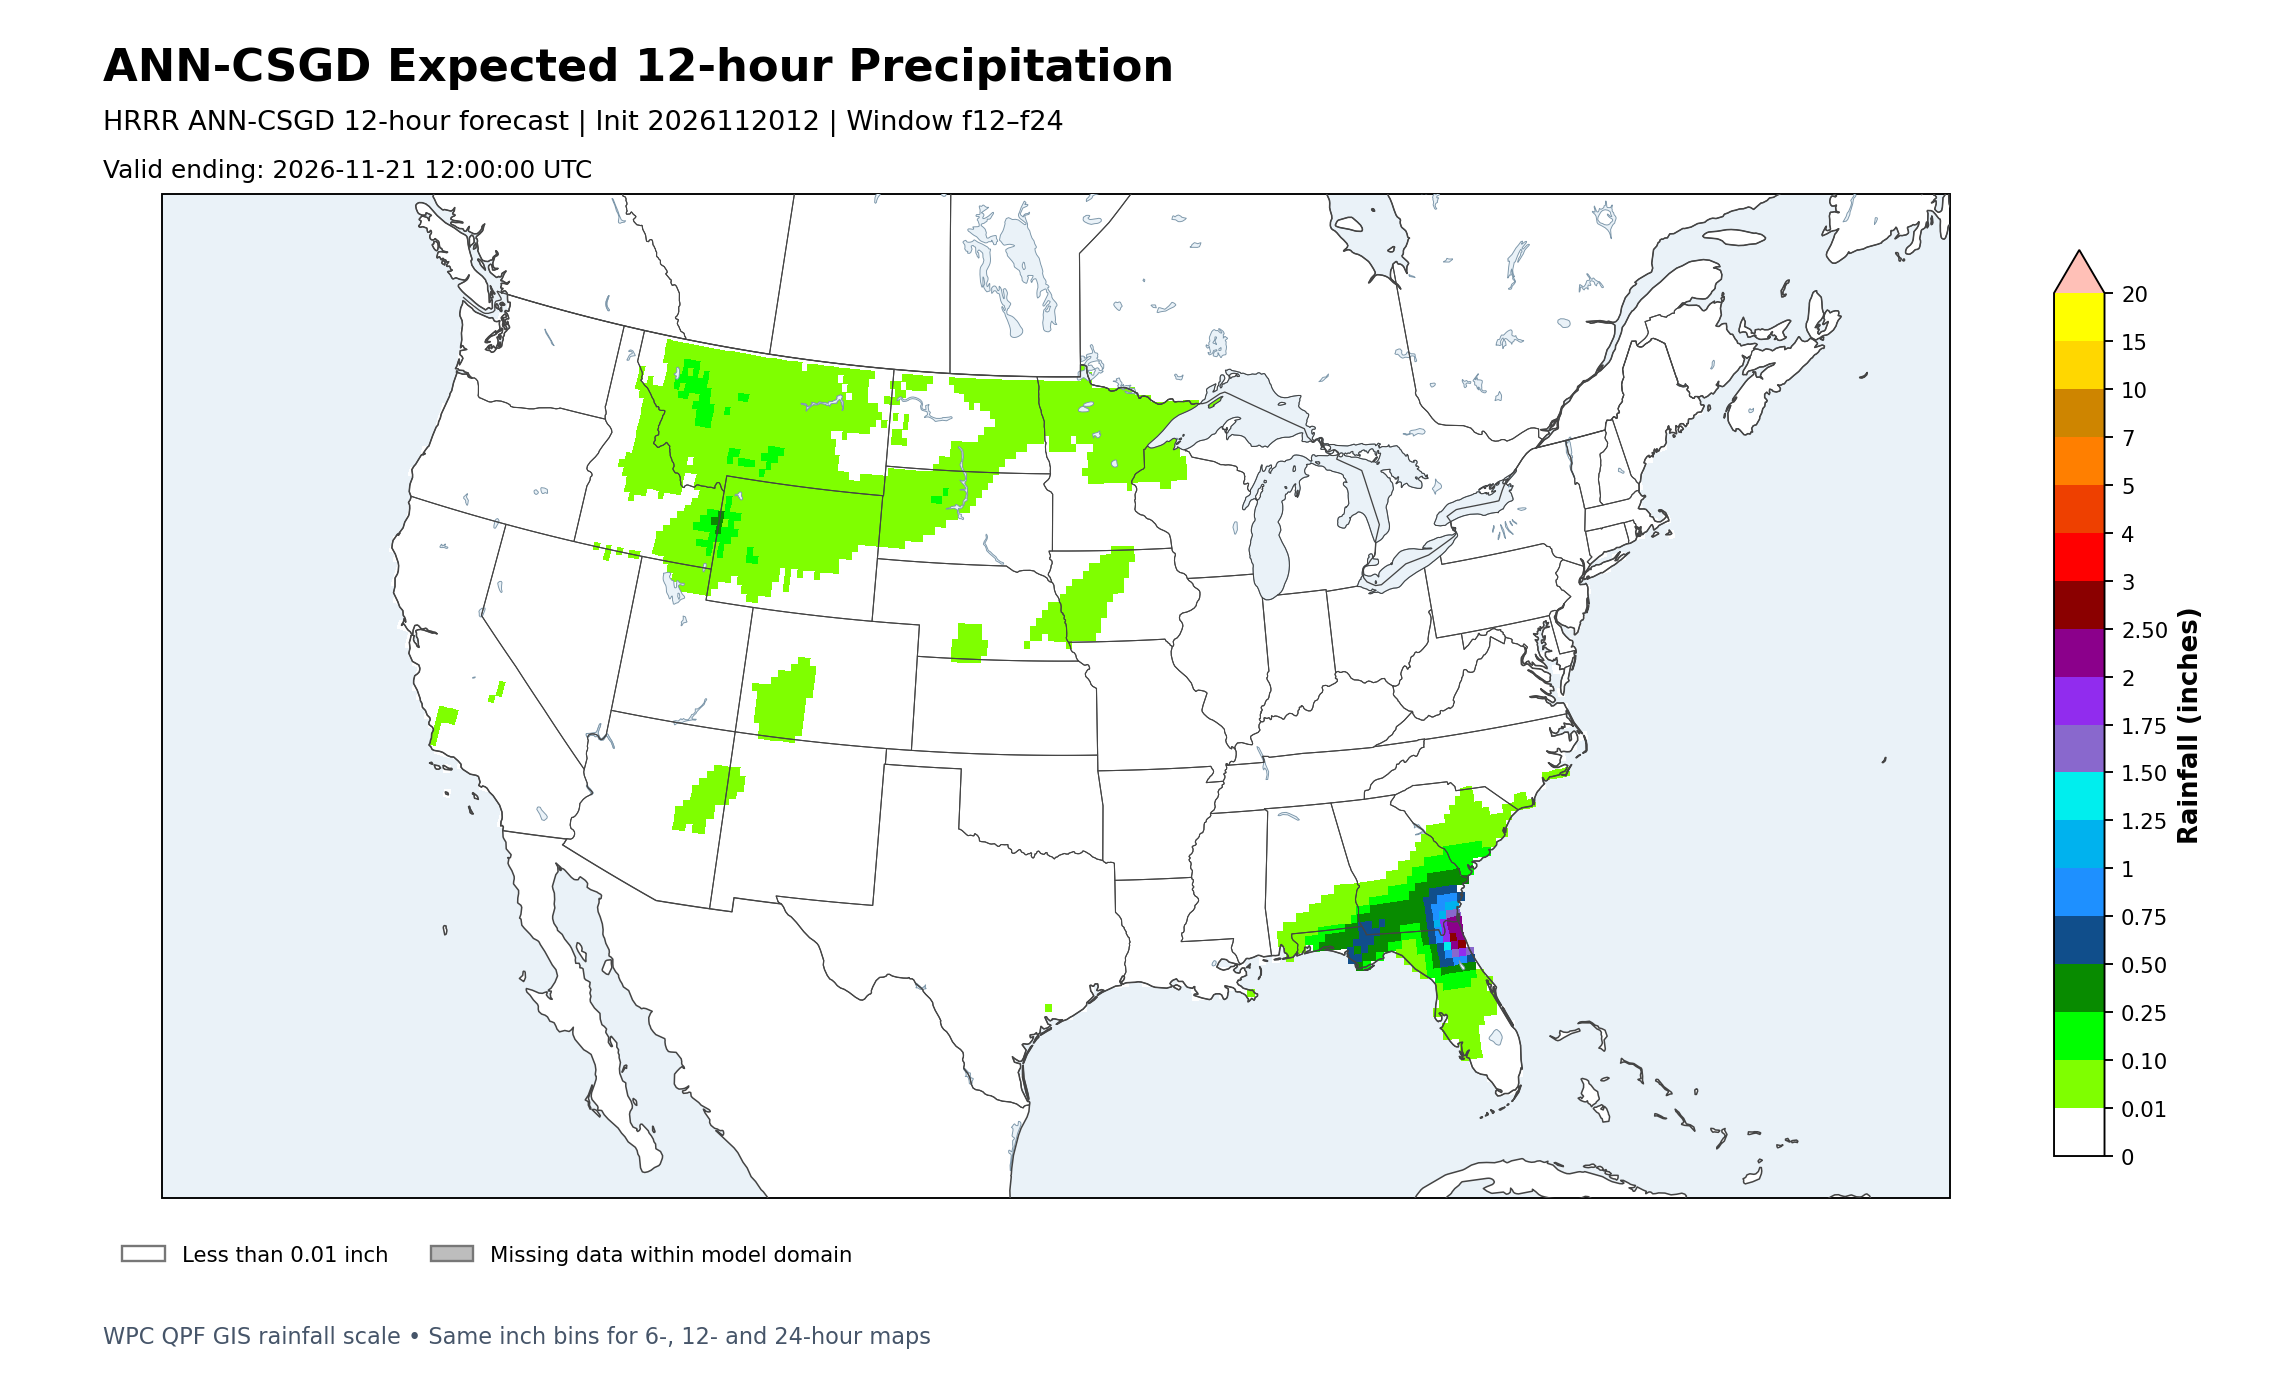 ANN-CSGD Expected 12-hour Precipitation
HRRR ANN-CSGD 12-hour forecast | Init 2026112012 | Window f12–f24
Valid ending: 2026-11-21 12:00:00 UTC
20
15
10
7
5
4
3
2.50
2
1.75
1.50
1.25
1
0.75
0.50
0.25
0.10
0.01
0
Rainfall (inches)
Less than 0.01 inch
Missing data within model domain
WPC QPF GIS rainfall scale • Same inch bins for 6-, 12- and 24-hour maps